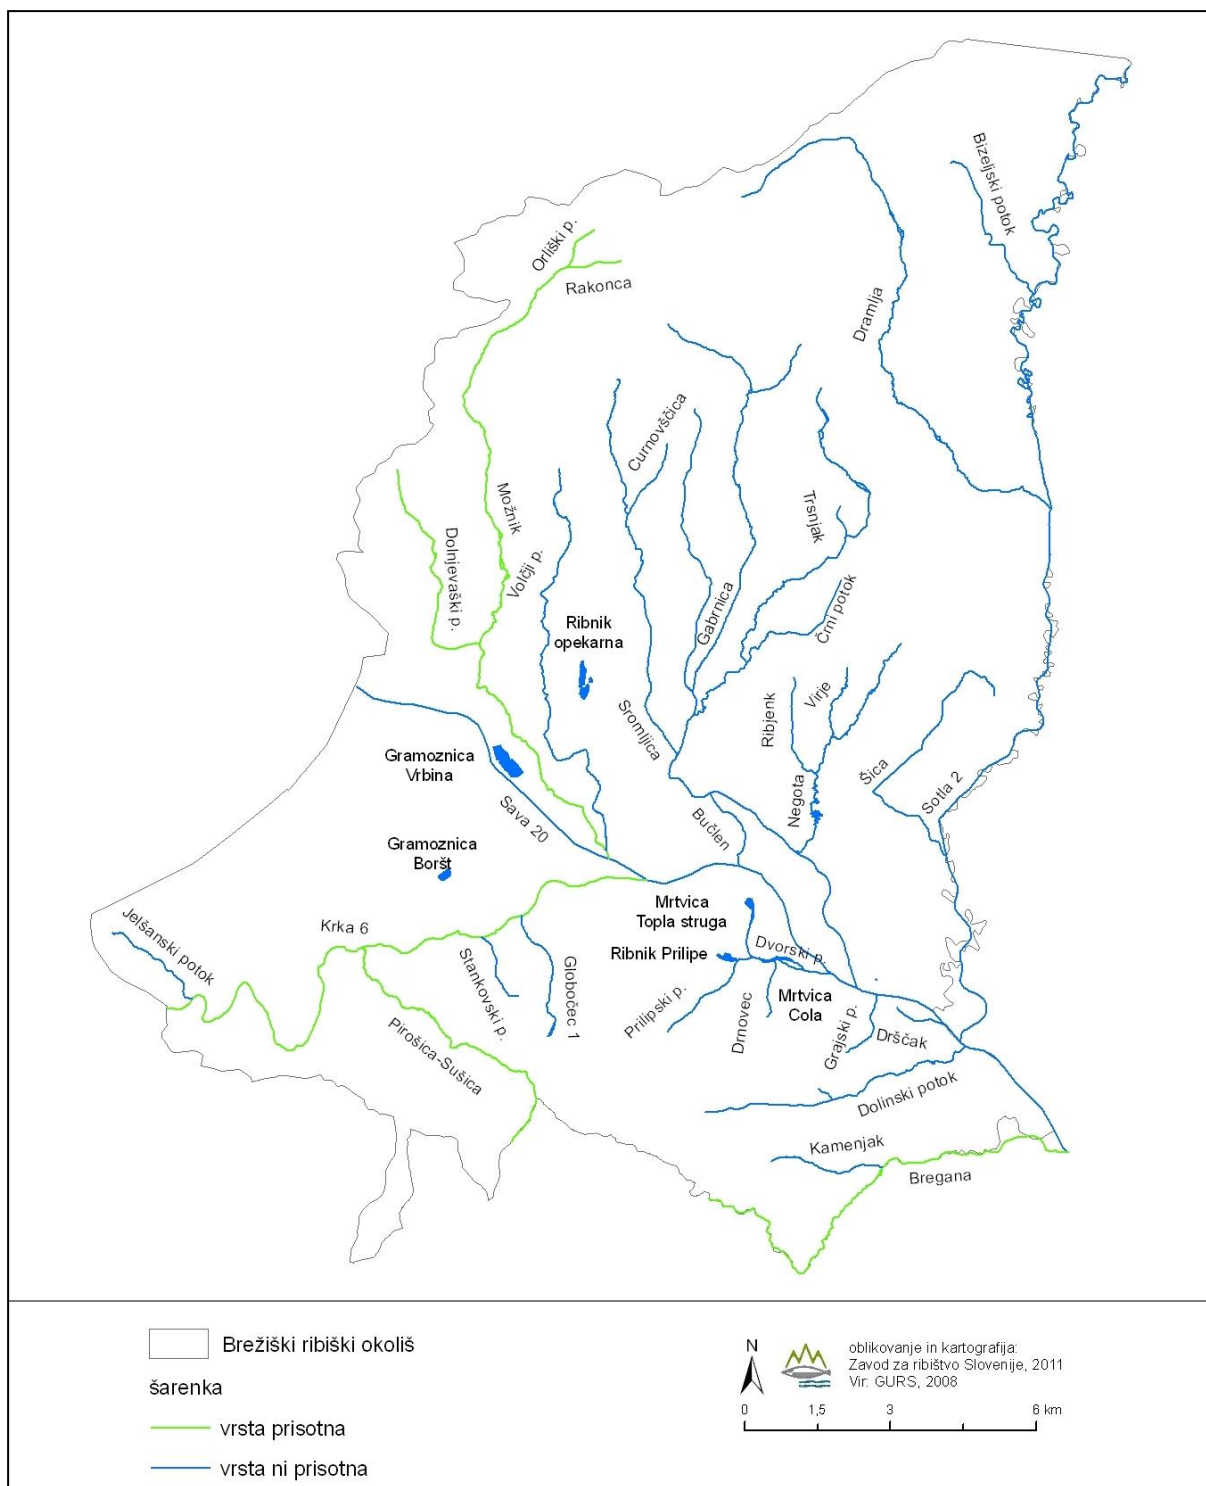 Bizeljski potok
Orliški p.
Rakonca
Dramlja
Curnovščica
Možnik
Trsnjak
Dolnjevaški p.
Volčji p.
Gabrnica
Črni potok
Ribnik
opekarna
Sromljica
Ribjenk
Virje
Gramoznica
Vrbina
Šica
Sotla 2
Negota
Sava 20
Bučlen
Gramoznica
Boršt
Mrtvica
Topla struga
Jelšanski potok
Krka 6
Dvorski p.
Ribnik Prilipe
Stankovski p.
Globočec 1
Prilipski p.
Drnovec
Mrtvica
Cola
Grajski p.
Drščak
Pirošica-Sušica
Dolinski potok
Kamenjak
Bregana
Brežiški ribiški okoliš
šarenka
vrsta prisotna
vrsta ni prisotna
N
oblikovanje in kartografija:
Zavod za ribištvo Slovenije, 2011
Vir: GURS, 2008
0 1,5 3 6 km